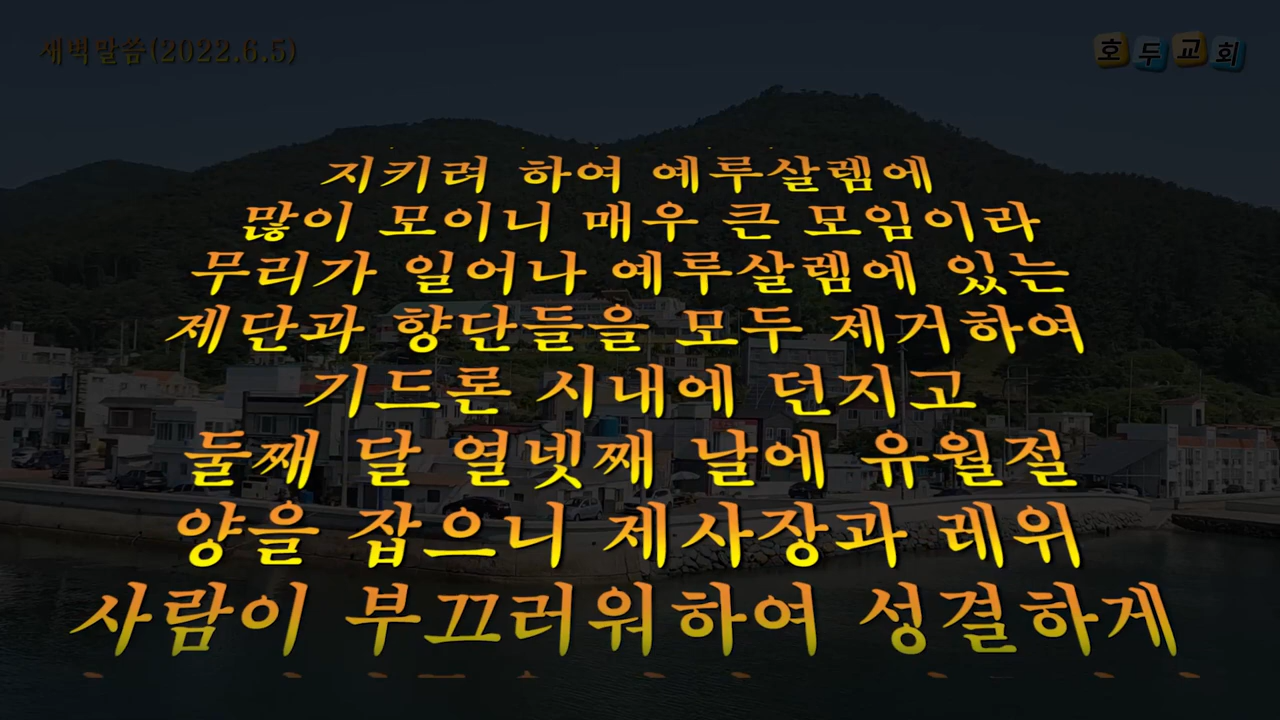 새벽말씀(2022.6.5)
호두교회
지키려 하여 예루살렘에
많이 모이니 매우 큰 모임이라
무리가 일어나 예루살렘에 있는
제단과 향단들을 모두 제거하여
기드론 시내에 던지고
둘째 달 열넷째 날에 유월절
양을 잡으니 제사장과 레위
사람이 부끄러워하여 성결하게